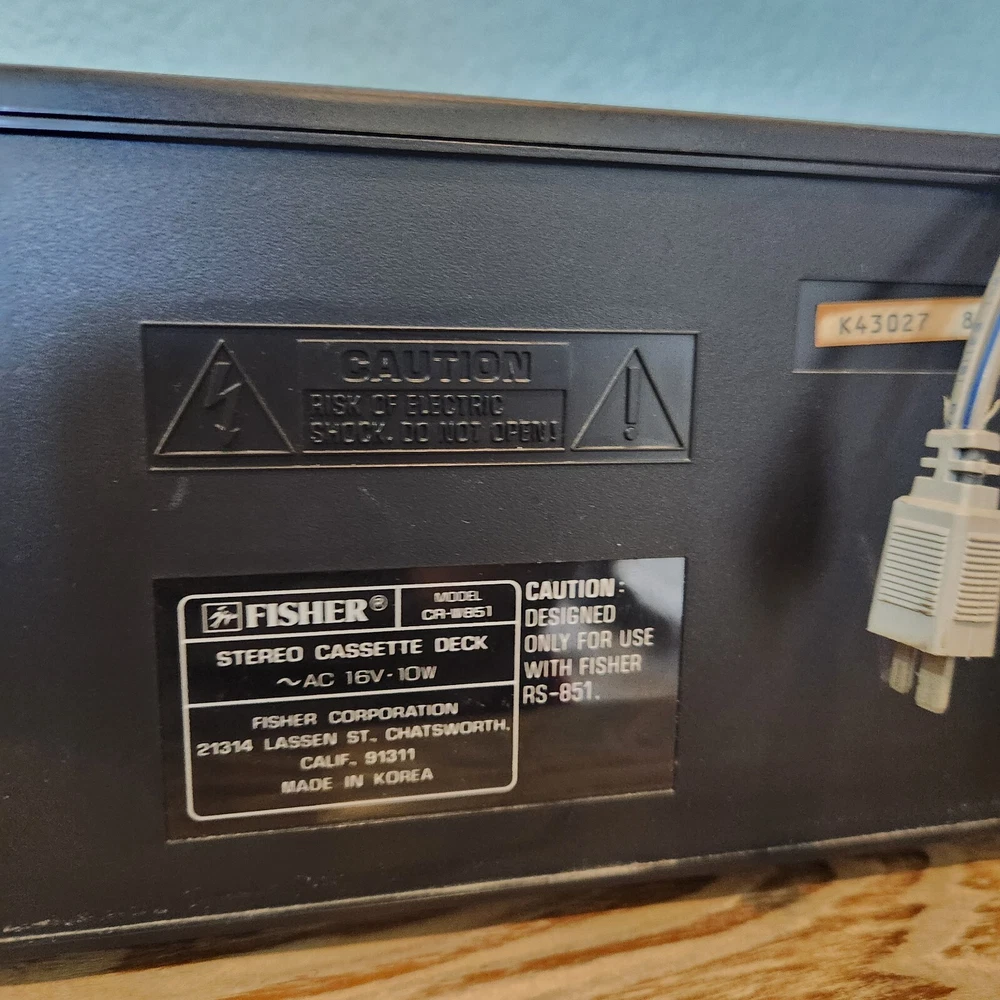 K43027 8
CAUTION
RISK OF ELECTRIC
SHOCK. DO NOT OPEN!
FISHER®
MODEL
CR-W851
STEREO CASSETTE DECK
~AC 16V-10W
FISHER CORPORATION
21314 LASSEN ST., CHATSWORTH,
CALIF., 91311
MADE IN KOREA
CAUTION:
DESIGNED
ONLY FOR USE
WITH FISHER
RS-851.